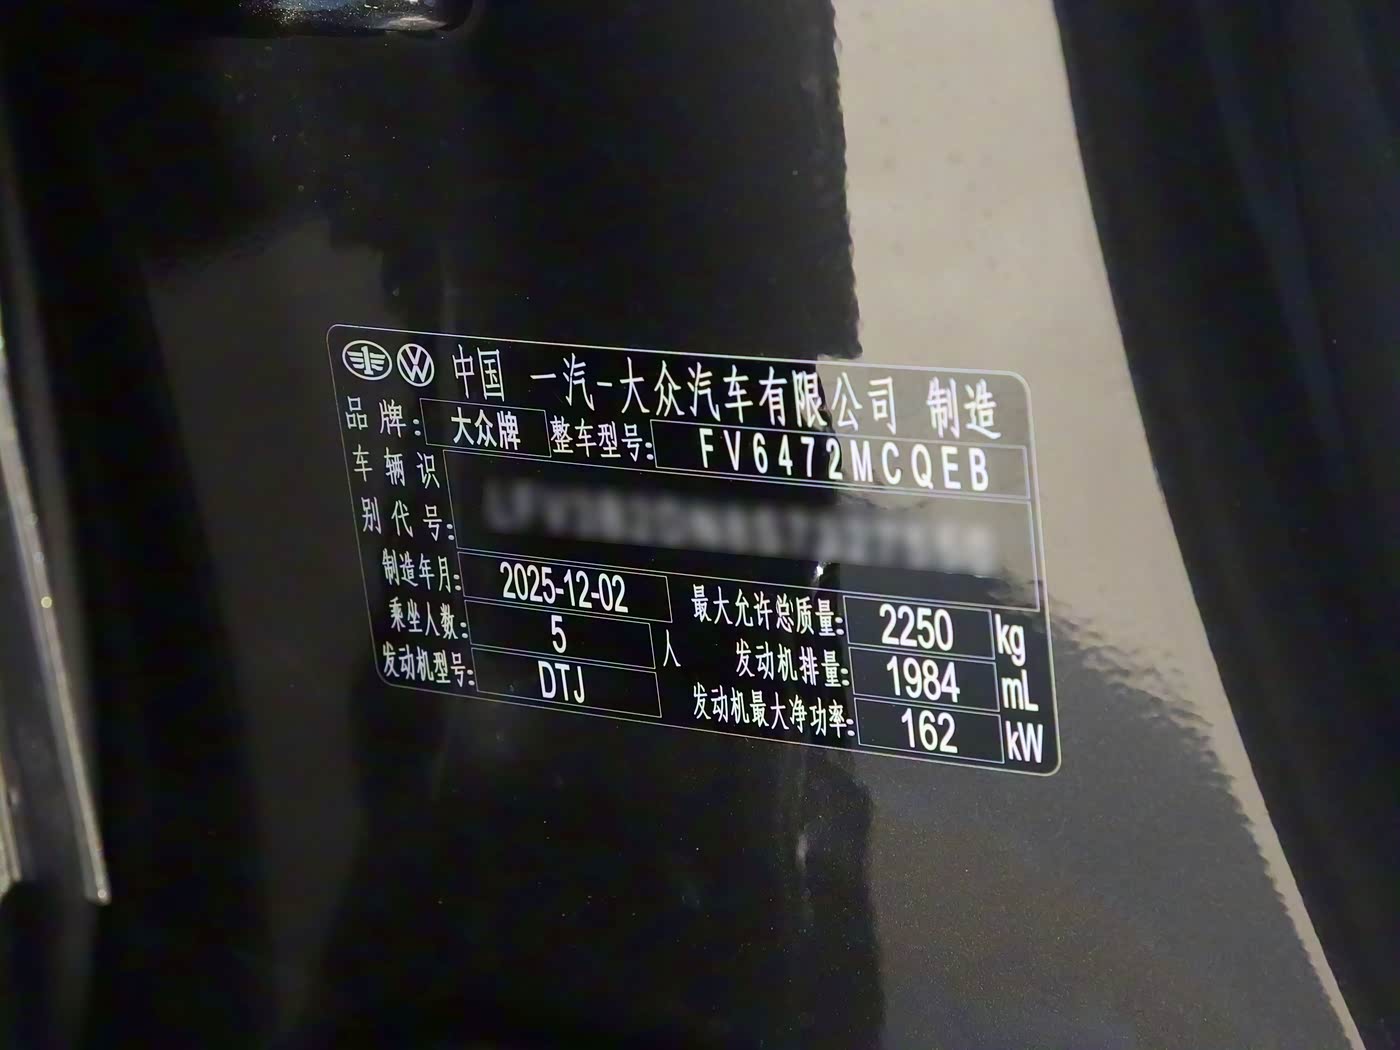 中国 一汽-大众汽车有限公司 制造
品牌: 大众牌 整车型号: FV6472MCQEB
车辆识
别代号:
制造年月: 2025-12-02 最大允许总质量: 2250 kg
乘坐人数: 5 人 发动机排量: 1984 mL
发动机型号: DTJ 发动机最大净功率: 162 kW